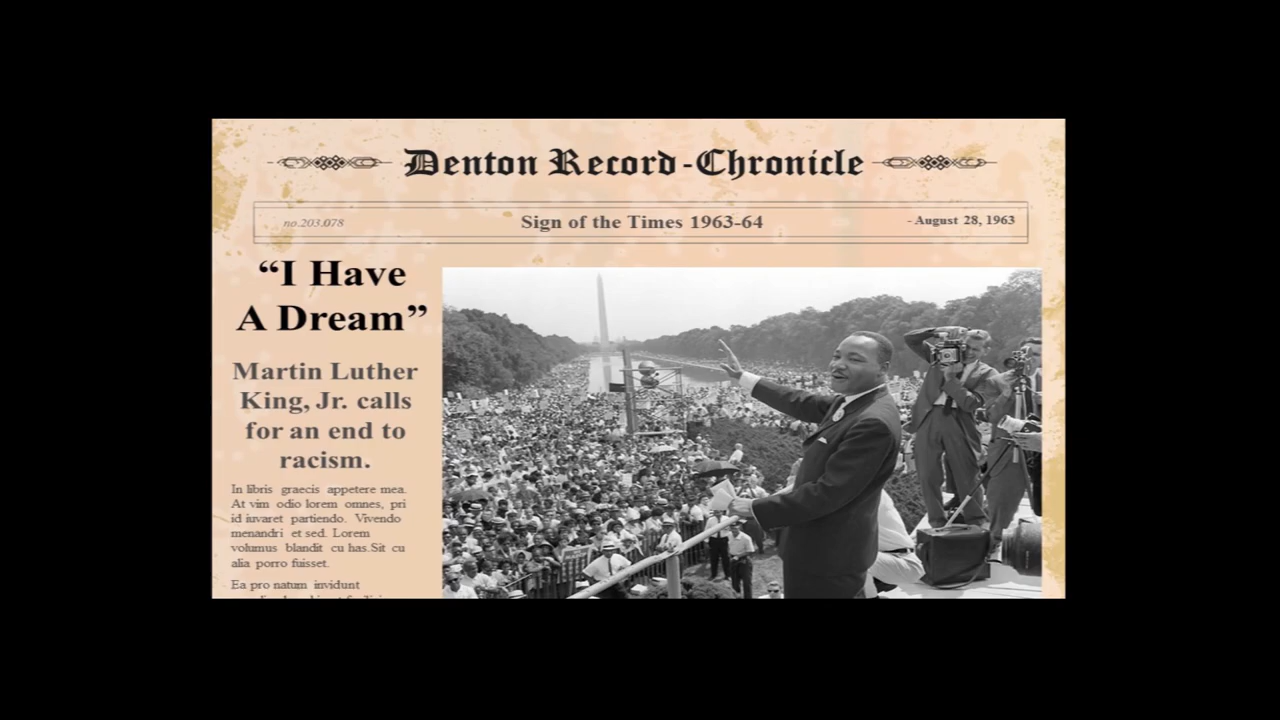 Denton Record-Chronicle
no.203.078
Sign of the Times 1963-64
- August 28, 1963
“I Have
A Dream”
Martin Luther
King, Jr. calls
for an end to
racism.
In libris graecis appetere mea.
At vim odio lorem omnes, pri
id iuvaret partiendo. Vivendo
menandri et sed. Lorem
volumus blandit cu has.Sit cu
alia porro fuisset.
Ea pro natum invidunt